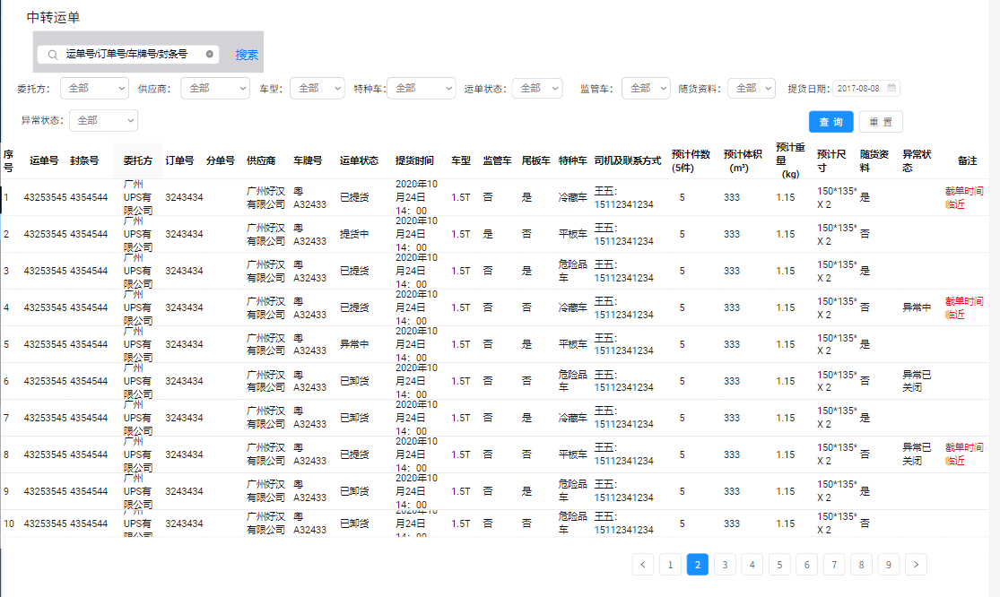 中转运单
运单号/订单号/车牌号/封条号 搜索
委托方： 全部 供应商： 全部 车型： 全部 特种车： 全部 运单状态： 全部 监管车： 全部 随货资料： 全部 提货日期： 2017-08-08
异常状态： 全部 查 询 重 置
序号 运单号 封条号 委托方 订单号 分单号 供应商 车牌号 运单状态 提货时间 车型 监管车 尾板车 特种车 司机及联系方式 预计件数(5件) 预计体积(m³) 预计重量(kg) 预计尺寸 随货资料 异常状态 备注
1 43253545 4354544 广州UPS有限公司 3243434 广州好汉有限公司 粤A32433 已提货 2020年10月24日14：00 1.5T 否 是 冷藏车 王五：15112341234 5 333 1.15 150*135*X 2 是 截单时间临近
2 43253545 4354544 广州UPS有限公司 3243434 广州好汉有限公司 粤A32433 提货中 2020年10月24日14：00 1.5T 是 否 平板车 王五：15112341234 5 333 1.15 150*135*X 2 否
3 43253545 4354544 广州UPS有限公司 3243434 广州好汉有限公司 粤A32433 已提货 2020年10月24日14：00 1.5T 否 是 危险品车 王五：15112341234 5 333 1.15 150*135*X 2 是
4 43253545 4354544 广州UPS有限公司 3243434 广州好汉有限公司 粤A32433 已提货 2020年10月24日14：00 1.5T 否 否 冷藏车 王五：15112341234 5 333 1.15 150*135*X 2 否 异常中 截单时间临近
5 43253545 4354544 广州UPS有限公司 3243434 广州好汉有限公司 粤A32433 异常中 2020年10月24日14：00 1.5T 否 是 平板车 王五：15112341234 5 333 1.15 150*135*X 2 是
6 43253545 4354544 广州UPS有限公司 3243434 广州好汉有限公司 粤A32433 已卸货 2020年10月24日14：00 1.5T 否 否 危险品车 王五：15112341234 5 333 1.15 150*135*X 2 否 异常已关闭
7 43253545 4354544 广州UPS有限公司 3243434 广州好汉有限公司 粤A32433 已卸货 2020年10月24日14：00 1.5T 否 是 冷藏车 王五：15112341234 5 333 1.15 150*135*X 2 是
8 43253545 4354544 广州UPS有限公司 3243434 广州好汉有限公司 粤A32433 已提货 2020年10月24日14：00 1.5T 否 否 平板车 王五：15112341234 5 333 1.15 150*135*X 2 否 异常已关闭 截单时间临近
9 43253545 4354544 广州UPS有限公司 3243434 广州好汉有限公司 粤A32433 已卸货 2020年10月24日14：00 1.5T 否 是 危险品车 王五：15112341234 5 333 1.15 150*135*X 2 是
10 43253545 4354544 广州UPS有限公司 3243434 广州好汉有限公司 粤A32433 已卸货 2020年10月24日14：00 1.5T 否 否 危险品车 王五：15112341234 5 333 1.15 150*135*X 2 否
< 1 2 3 4 5 6 7 8 9 >